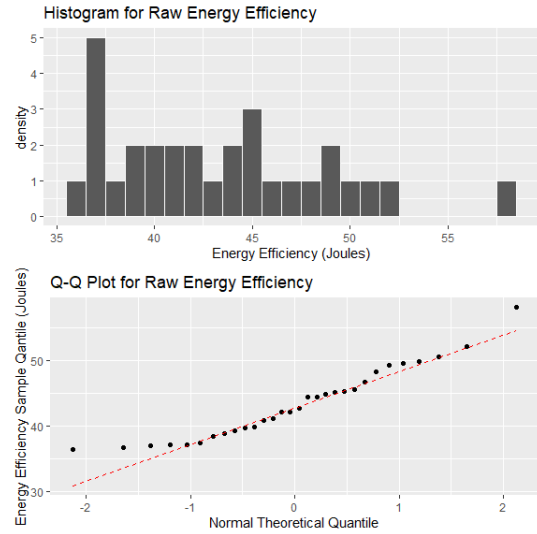 Histogram for Raw Energy Efficiency
density
5
4
3
2
1
0
35 40 45 50 55
Energy Efficiency (Joules)
Q-Q Plot for Raw Energy Efficiency
Energy Efficiency Sample Qantile (Joules)
50
40
30
-2 -1 0 1 2
Normal Theoretical Quantile